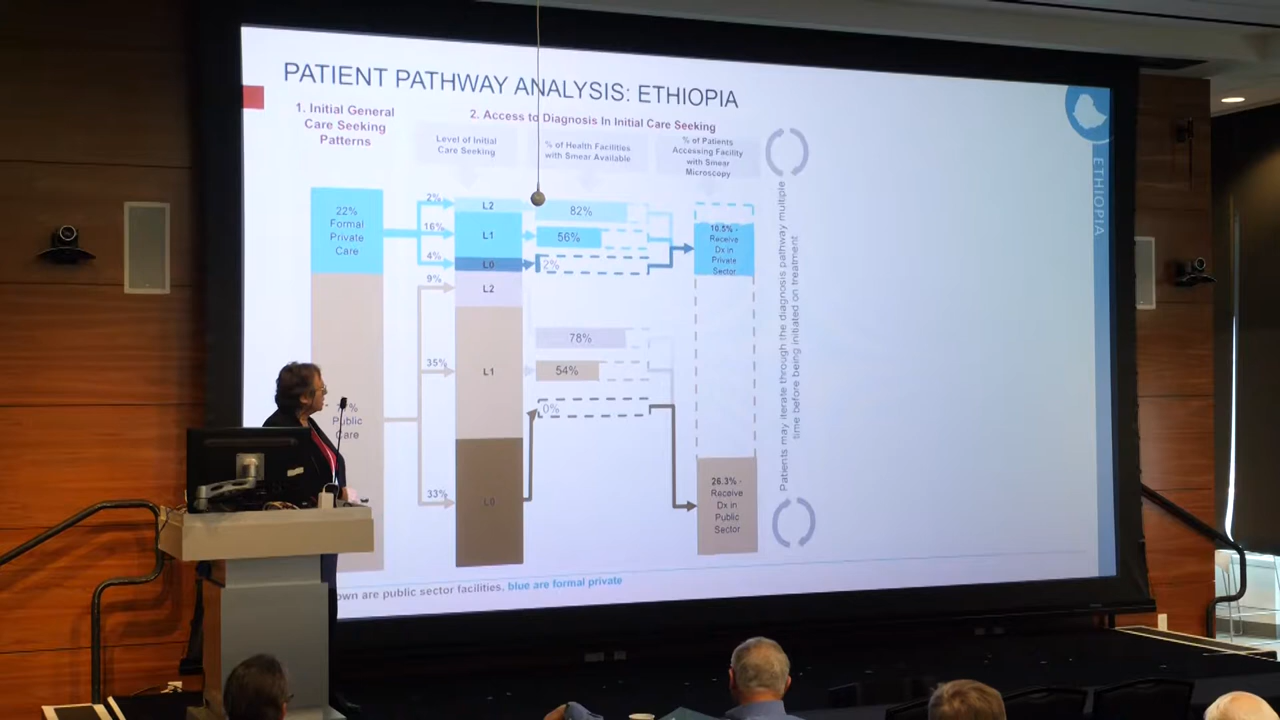 PATIENT PATHWAY ANALYSIS: ETHIOPIA
1. Initial General
Care Seeking
Patterns
2. Access to Diagnosis In Initial Care Seeking
Level of Initial
Care Seeking
% of Health Facilities
with Smear Available
% of Patients
Accessing Facility
with Smear
Microscopy
22%
Formal
Private
Care
2%
16%
4%
9%
35%
33%
L2
L1
L0
L2
L1
L0
82%
56%
2%
78%
54%
0%
10.5% -
Receive
Dx in
Private
Sector
26.3% -
Receive
Dx in
Public
Sector
Public
Care
Patients may iterate through the diagnosis pathway multiple
time before being initiated on treatment
ETHIOPIA
are public sector facilities, blue are formal private